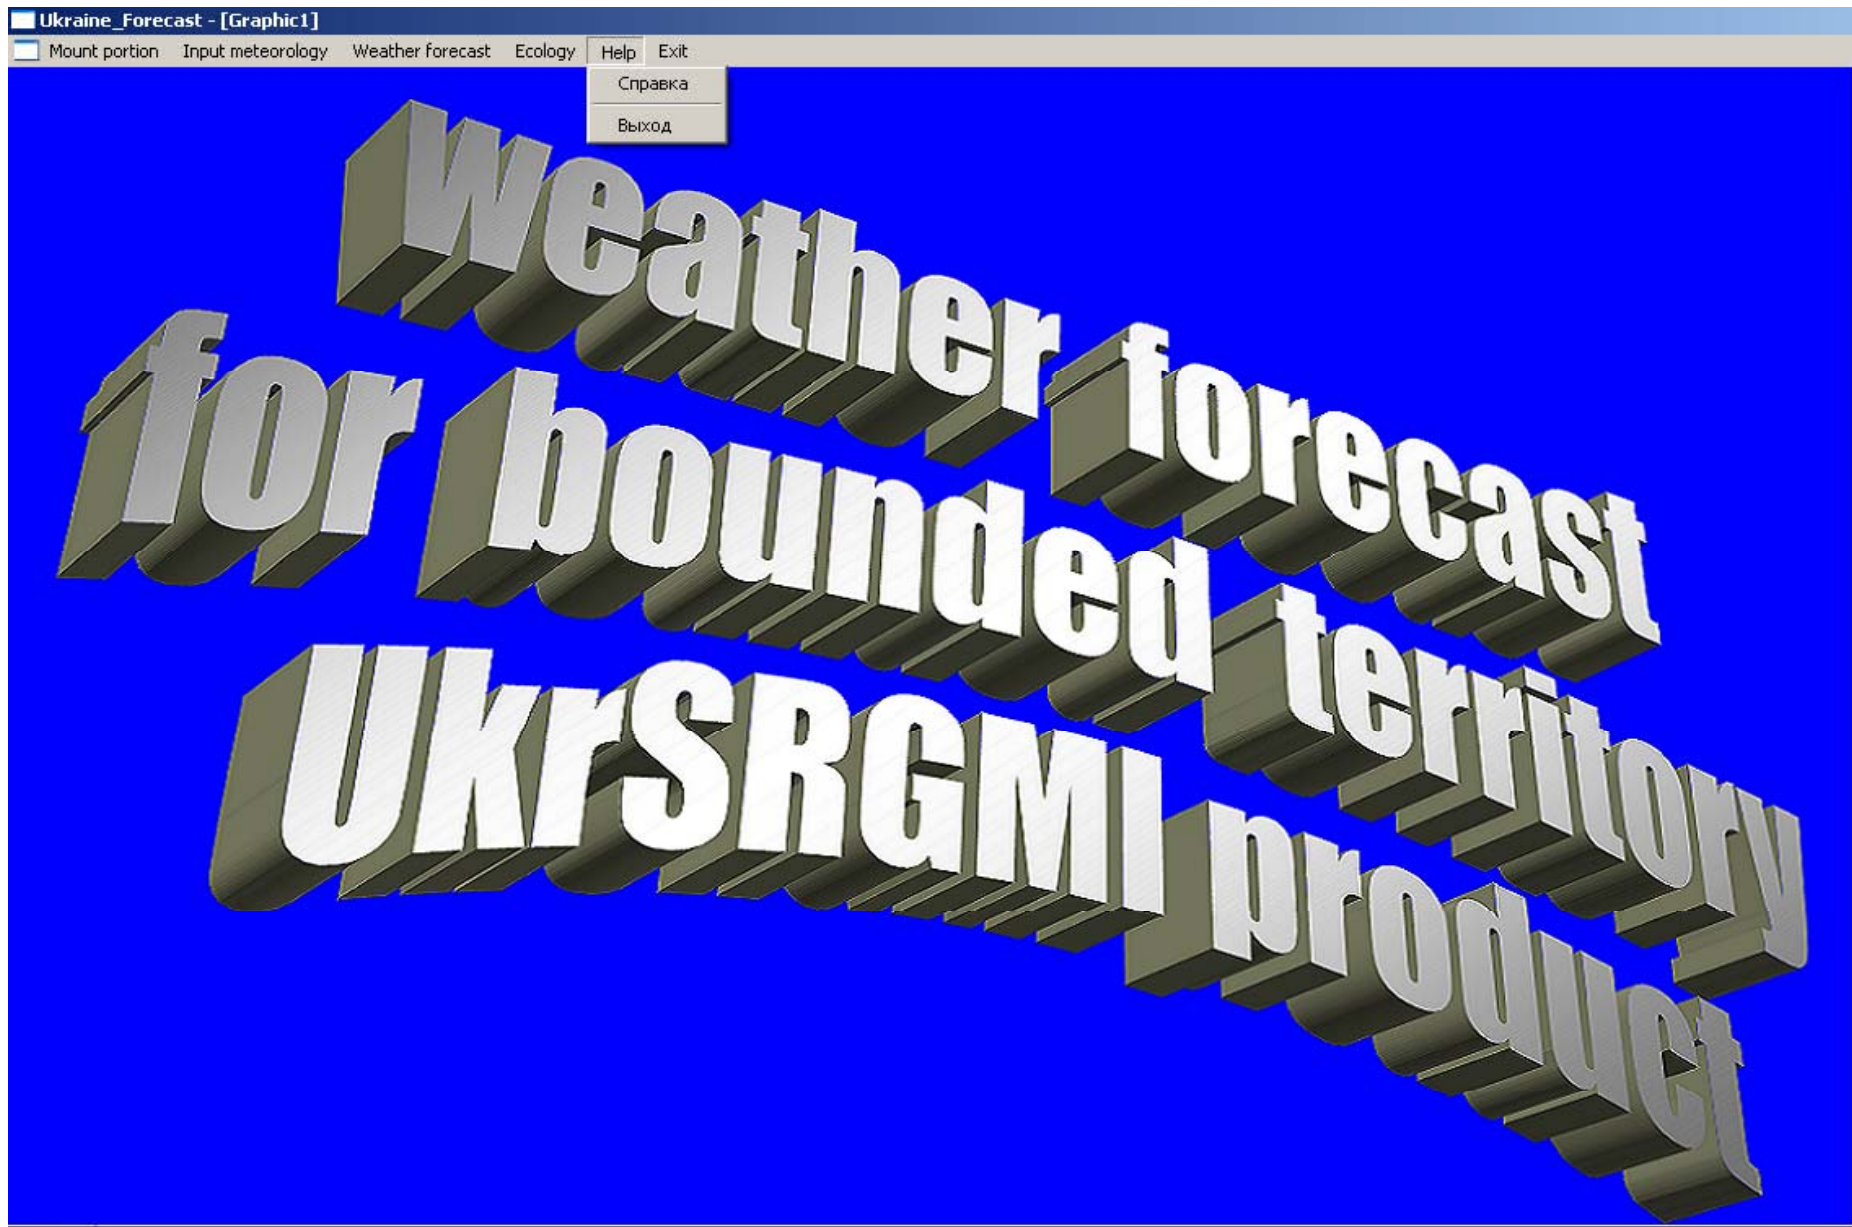 Ukraine_Forecast - [Graphic1]
Mount portion Input meteorology Weather forecast Ecology Help Exit
Справка
Выход
weather forecast
for bounded territory
UkrSRGMI product